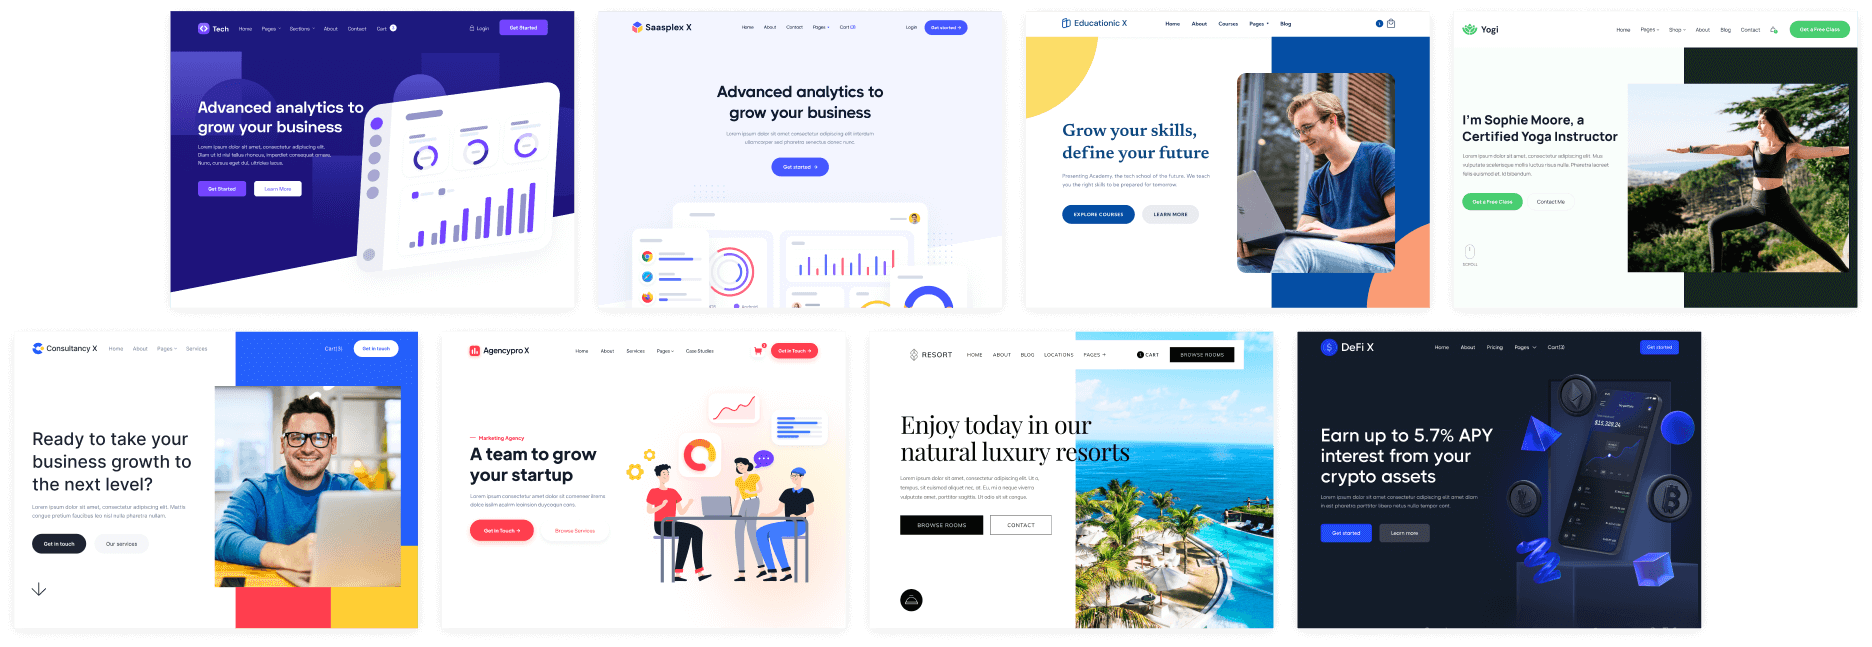 Tech Home Pages Sections About Contact Cart Login Get Started
Advanced analytics to
grow your business
Lorem ipsum dolor sit amet, consectetur adipiscing elit.
Diam ut id nisl tellus rhoncus, imperdiet consequat ornare.
Nunc, cursus eget dui, ultricies lacus.
Get Started Learn More
Saasplex X Home About Contact Pages Cart (3) Login Get started →
Advanced analytics to
grow your business
Lorem ipsum dolor sit amet consectetur adipiscing elit interdum
ullamcorper sed pharetra senectus donec nunc.
Get started →
Educationic X Home About Courses Pages Blog
Grow your skills,
define your future
Presenting Academy, the tech school of the future. We teach
you the right skills to be prepared for tomorrow.
EXPLORE COURSES LEARN MORE
Yogi Home Pages Shop About Blog Contact Get a Free Class
I'm Sophie Moore, a
Certified Yoga Instructor
Lorem ipsum dolor sit amet, consectetur adipiscing elit. Mus
vulputate scelerisque mollis luctus risus nulla. Pharetra laoreet
felis euismod at. Id bibendum.
Get a Free Class Contact Me
SCROLL
Consultancy X Home About Pages Services Cart(3) Get in touch
Ready to take your
business growth to
the next level?
Lorem ipsum dolor sit amet, consectetur adipiscing elit. Mattis
congue pretium faucibus leo nisl nulla pharetra nullam.
Get in touch Our services
Agencypro X Home About Services Pages Case Studies Get in Touch →
Marketing Agency
A team to grow
your startup
Lorem ipsum consectetur amet dolor sit
Get in Touch → Browse Services
RESORT HOME ABOUT BLOG LOCATIONS PAGES CART BROWSE ROOMS
Enjoy today in our
natural luxury resorts
Lorem ipsum dolor sit amet, consectetur adipiscing elit. Ut a,
tempus, sit euismod aliquet nec, at. Eu, mi a neque viverra
vulputate amet, porttitor sagittis. Ut odio sit at congue.
BROWSE ROOMS CONTACT
DeFi X Home About Pricing Pages Cart(3) Get started
Earn up to 5.7% APY
interest from your
crypto assets
$15,328.24
Lorem ipsum dolor sit amet consectetur adipiscing elit diam
in est pharetra porttitor libero netus nulla tempor cont.
Get started Learn more